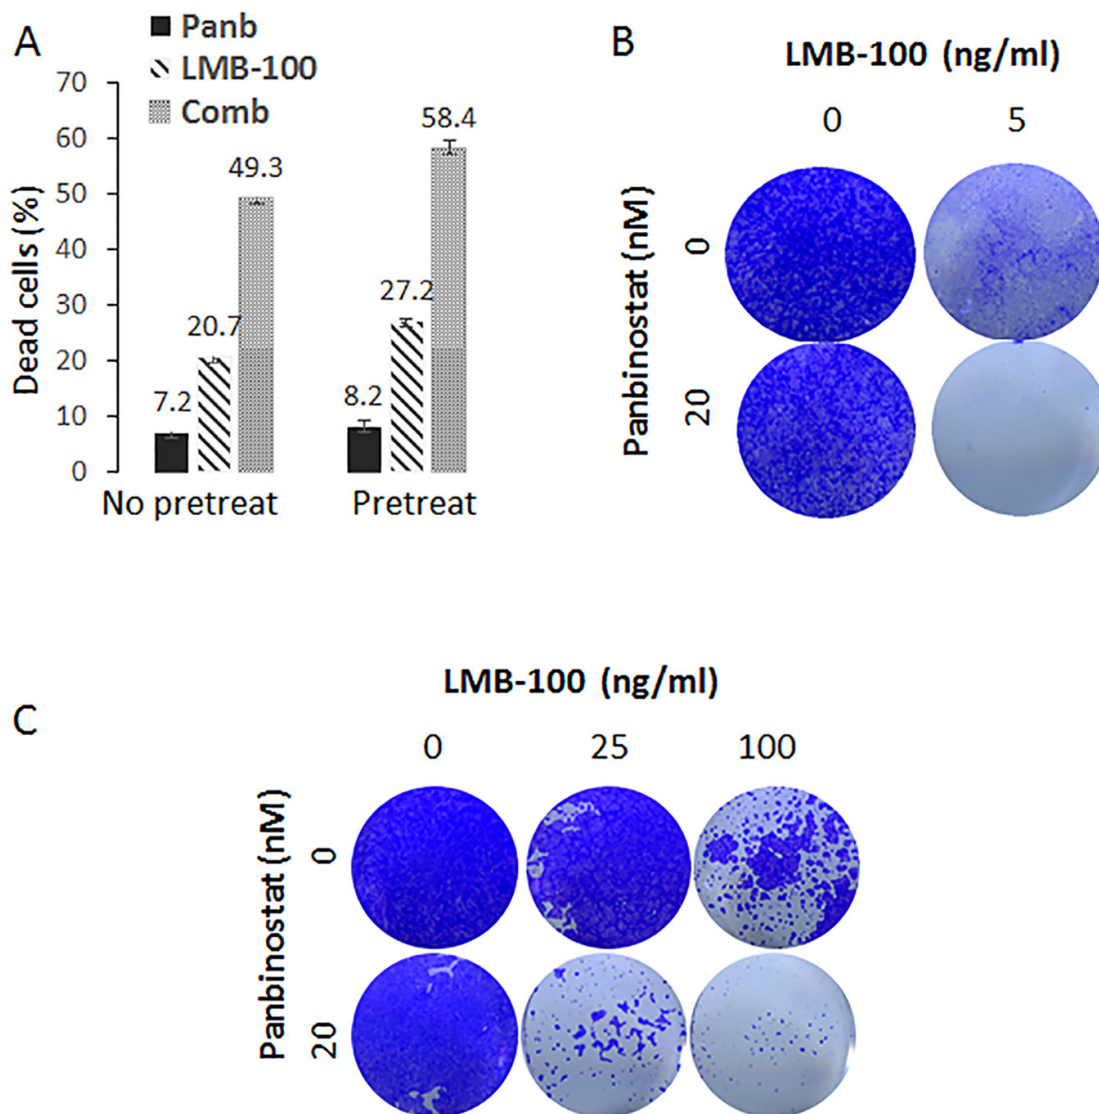 A
Panb
LMB-100
Comb
Dead cells (%)
70
60
50
40
30
20
10
0
7.2
20.7
49.3
8.2
27.2
58.4
No pretreat
Pretreat
B
LMB-100 (ng/ml)
0 5
Panbinostat (nM)
0
20
C
LMB-100 (ng/ml)
0 25 100
Panbinostat (nM)
0
20